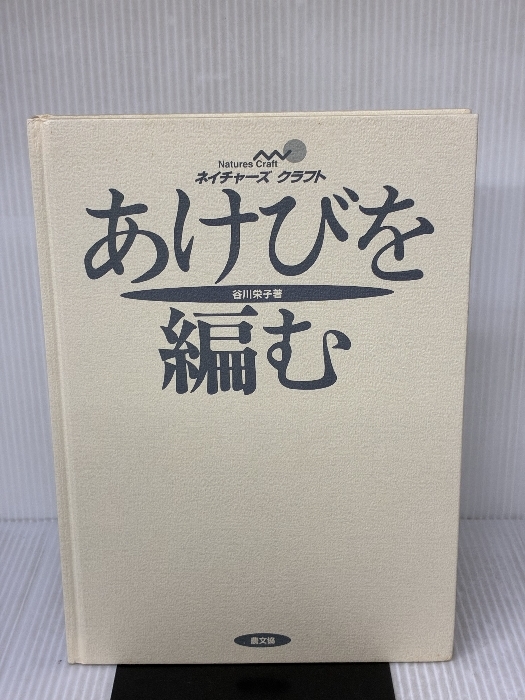 Natures Craft
ネイチャーズ クラフト
あけびを
谷川栄子著
編む
農文協